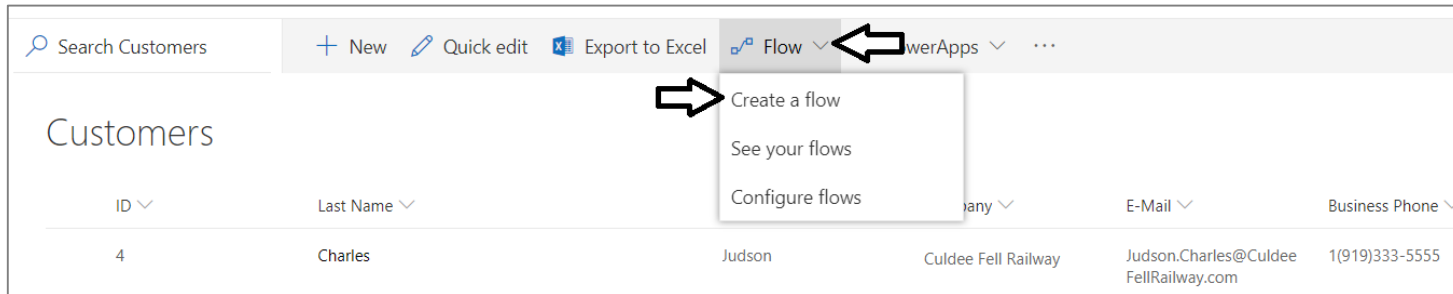 Search Customers New Quick edit Export to Excel Flow werApps ...
Create a flow
Customers
See your flows
Configure flows
ID Last Name pany E-Mail Business Phone
4 Charles Judson Culdee Fell Railway Judson.Charles@Culdee 1(919)333-5555
FellRailway.com